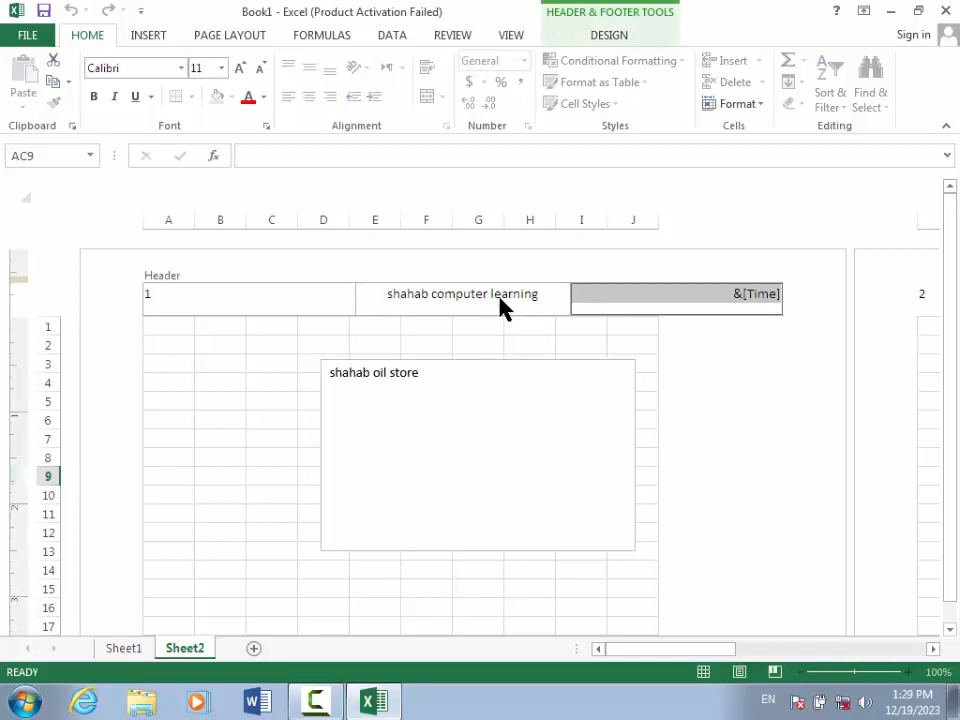 Book1 - Excel (Product Activation Failed)
HEADER & FOOTER TOOLS
?
FILE HOME INSERT PAGE LAYOUT FORMULAS DATA REVIEW VIEW DESIGN Sign in
Paste
Calibri 11
B I U A
General
$ % ,
Conditional Formatting
Format as Table
Cell Styles
Insert
Delete
Format
Sort & Filter
Find & Select
Clipboard Font Alignment Number Styles Cells Editing
AC9
fx
A B C D E F G H I J
Header
1 shahab computer learning &[Time] 2
1
2
3
shahab oil store
4
5
6
7
8
9
10
11
12
13
14
15
16
17
Sheet1 Sheet2
READY 100%
EN
1:29 PM
12/19/2023